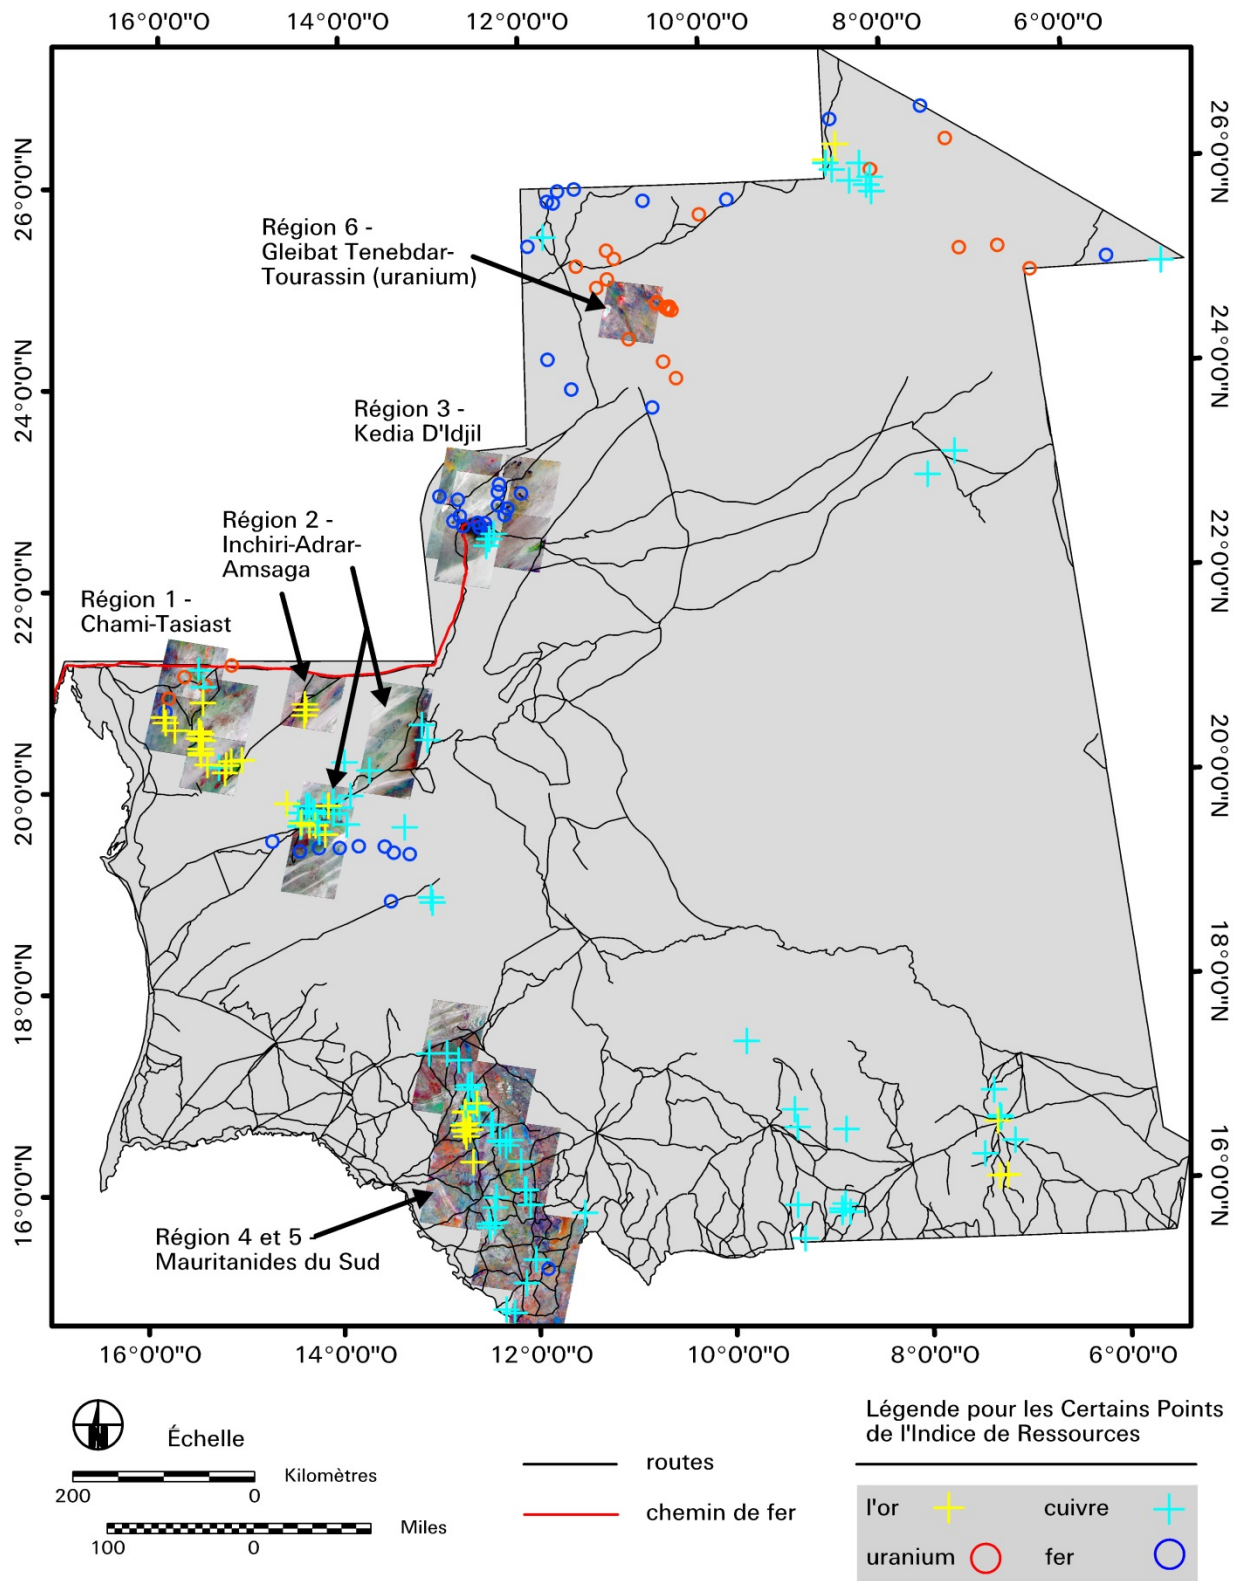 16°0'0"O 14°0'0"O 12°0'0"O 10°0'0"O 8°0'0"O 6°0'0"O
26°0'0"N
26°0'0"N
Région 6 -
Gleibat Tenebdar-
Tourassin (uranium)
24°0'0"N
24°0'0"N
Région 3 -
Kedia D'Idjil
Région 2 -
Inchiri-Adrar-
Amsaga
22°0'0"N
22°0'0"N
Région 1 -
Chami-Tasiast
20°0'0"N
20°0'0"N
18°0'0"N
18°0'0"N
16°0'0"N
16°0'0"N
Région 4 et 5 -
Mauritanides du Sud
16°0'0"O 14°0'0"O 12°0'0"O 10°0'0"O 8°0'0"O 6°0'0"O
N
Échelle
Kilomètres
200 0
Miles
100 0
routes
chemin de fer
Légende pour les Certains Points
de l'Indice de Ressources
l'or cuivre
uranium fer